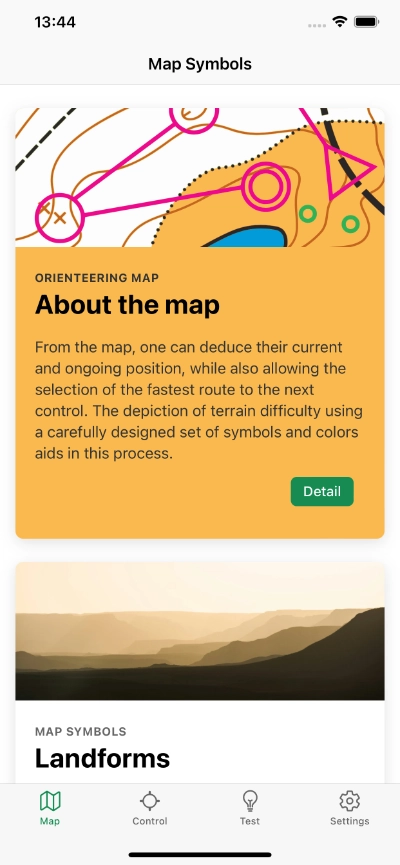 13:44
Map Symbols
ORIENTEERING MAP
About the map
From the map, one can deduce their current
and ongoing position, while also allowing the
selection of the fastest route to the next
control. The depiction of terrain difficulty using
a carefully designed set of symbols and colors
aids in this process.
Detail
MAP SYMBOLS
Landforms
Map
Control
Test
Settings